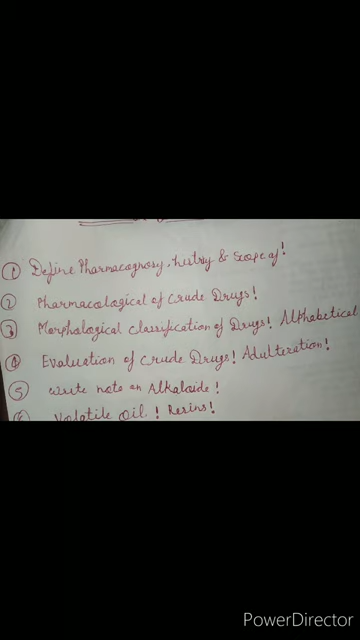 ① Define Pharmacognosy, histry & Scope of!
② Pharmacological of Crude Drugs!
③ Morphological classification of Drugs! Alphabetical
④ Evaluation of crude Drugs! Adulteration!
⑤ write note on Alkaloide!
Volatile Oil! Resins!
PowerDirector